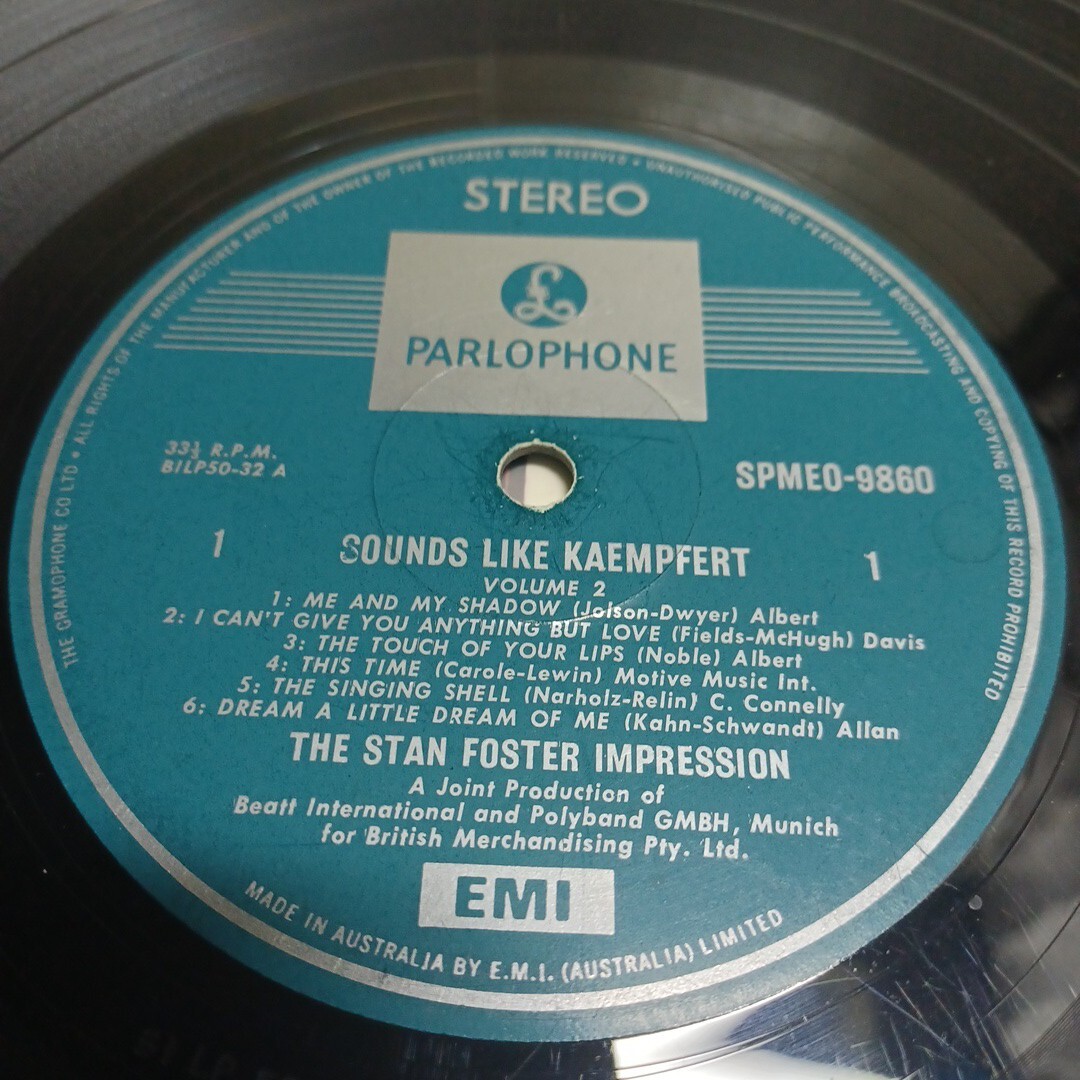 THE GRAMOPHONE CO LTD • ALL RIGHTS OF THE MANUFACTURER AND OF THE OWNER OF THE RECORDED WORK RESERVED • UNAUTHORISED PUBLIC PERFORMANCE BROADCASTING AND COPYING OF THIS RECORD PROHIBITED
STEREO
£
PARLOPHONE
33⅓ R.P.M.
BILP50-32 A
SPMEO-9860
1 SOUNDS LIKE KAEMPFERT 1
VOLUME 2
1: ME AND MY SHADOW (Jolson-Dwyer) Albert
2: I CAN'T GIVE YOU ANYTHING BUT LOVE (Fields-McHugh) Davis
3: THE TOUCH OF YOUR LIPS (Noble) Albert
4: THIS TIME (Carole-Lewin) Motive Music Int.
5: THE SINGING SHELL (Narholz-Relin) C. Connelly
6: DREAM A LITTLE DREAM OF ME (Kahn-Schwandt) Allan
THE STAN FOSTER IMPRESSION
A Joint Production of
Beatt International and Polyband GMBH, Munich
for British Merchandising Pty. Ltd.
EMI
MADE IN AUSTRALIA BY E.M.I. (AUSTRALIA) LIMITED